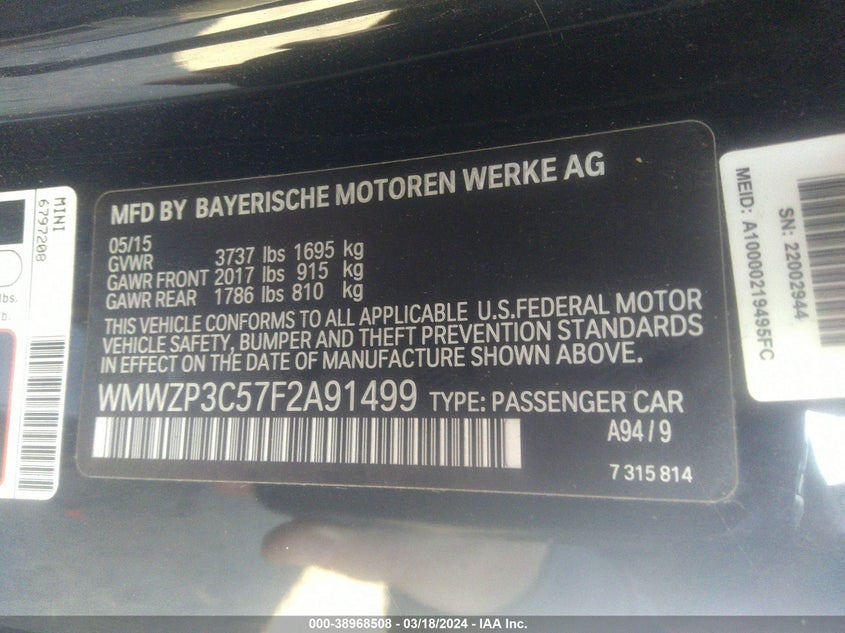 MFD BY BAYERISCHE MOTOREN WERKE AG
05/15
GVWR 3737 lbs 1695 kg
GAWR FRONT 2017 lbs 915 kg
GAWR REAR 1786 lbs 810 kg
THIS VEHICLE CONFORMS TO ALL APPLICABLE U.S.FEDERAL MOTOR
VEHICLE SAFETY, BUMPER AND THEFT PREVENTION STANDARDS
IN EFFECT ON THE DATE OF MANUFACTURE SHOWN ABOVE.
WMWZP3C57F2A91499 TYPE: PASSENGER CAR
A94/9
7 315 814
MINI
6797208
lbs.
MEID: A10000219495FC
SN: 22002944
000-38968508 - 03/18/2024 - IAA Inc.